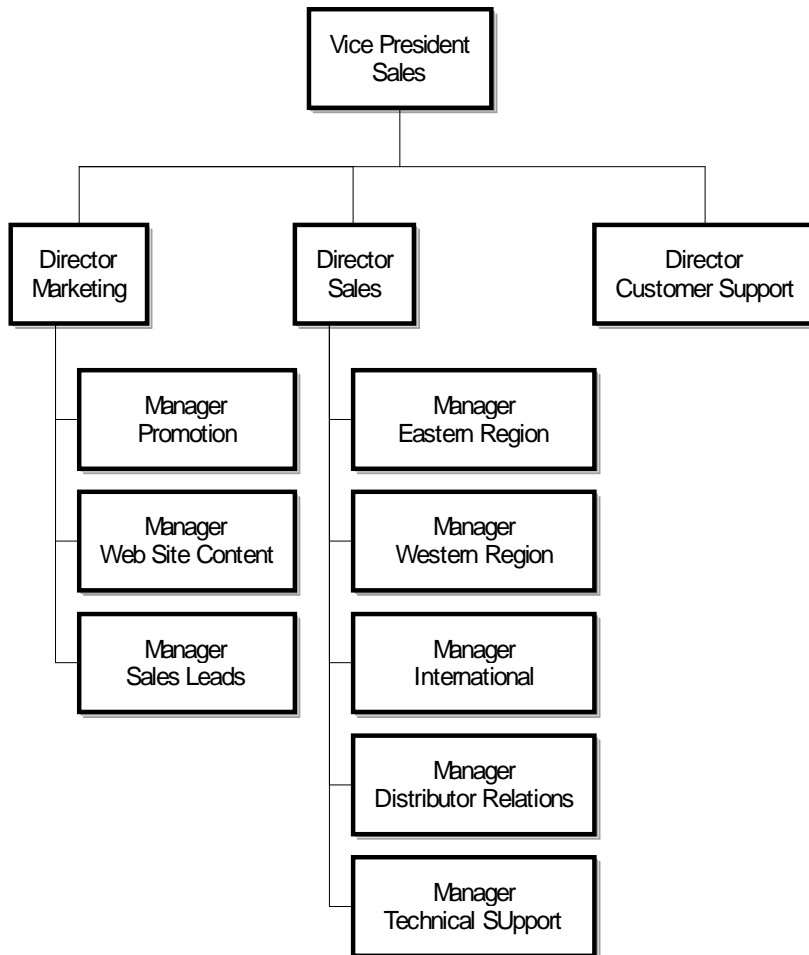 Vice President
Sales
Director
Marketing
Director
Sales
Director
Customer Support
Manager
Promotion
Manager
Web Site Content
Manager
Sales Leads
Manager
Eastern Region
Manager
Western Region
Manager
International
Manager
Distributor Relations
Manager
Technical SUpport